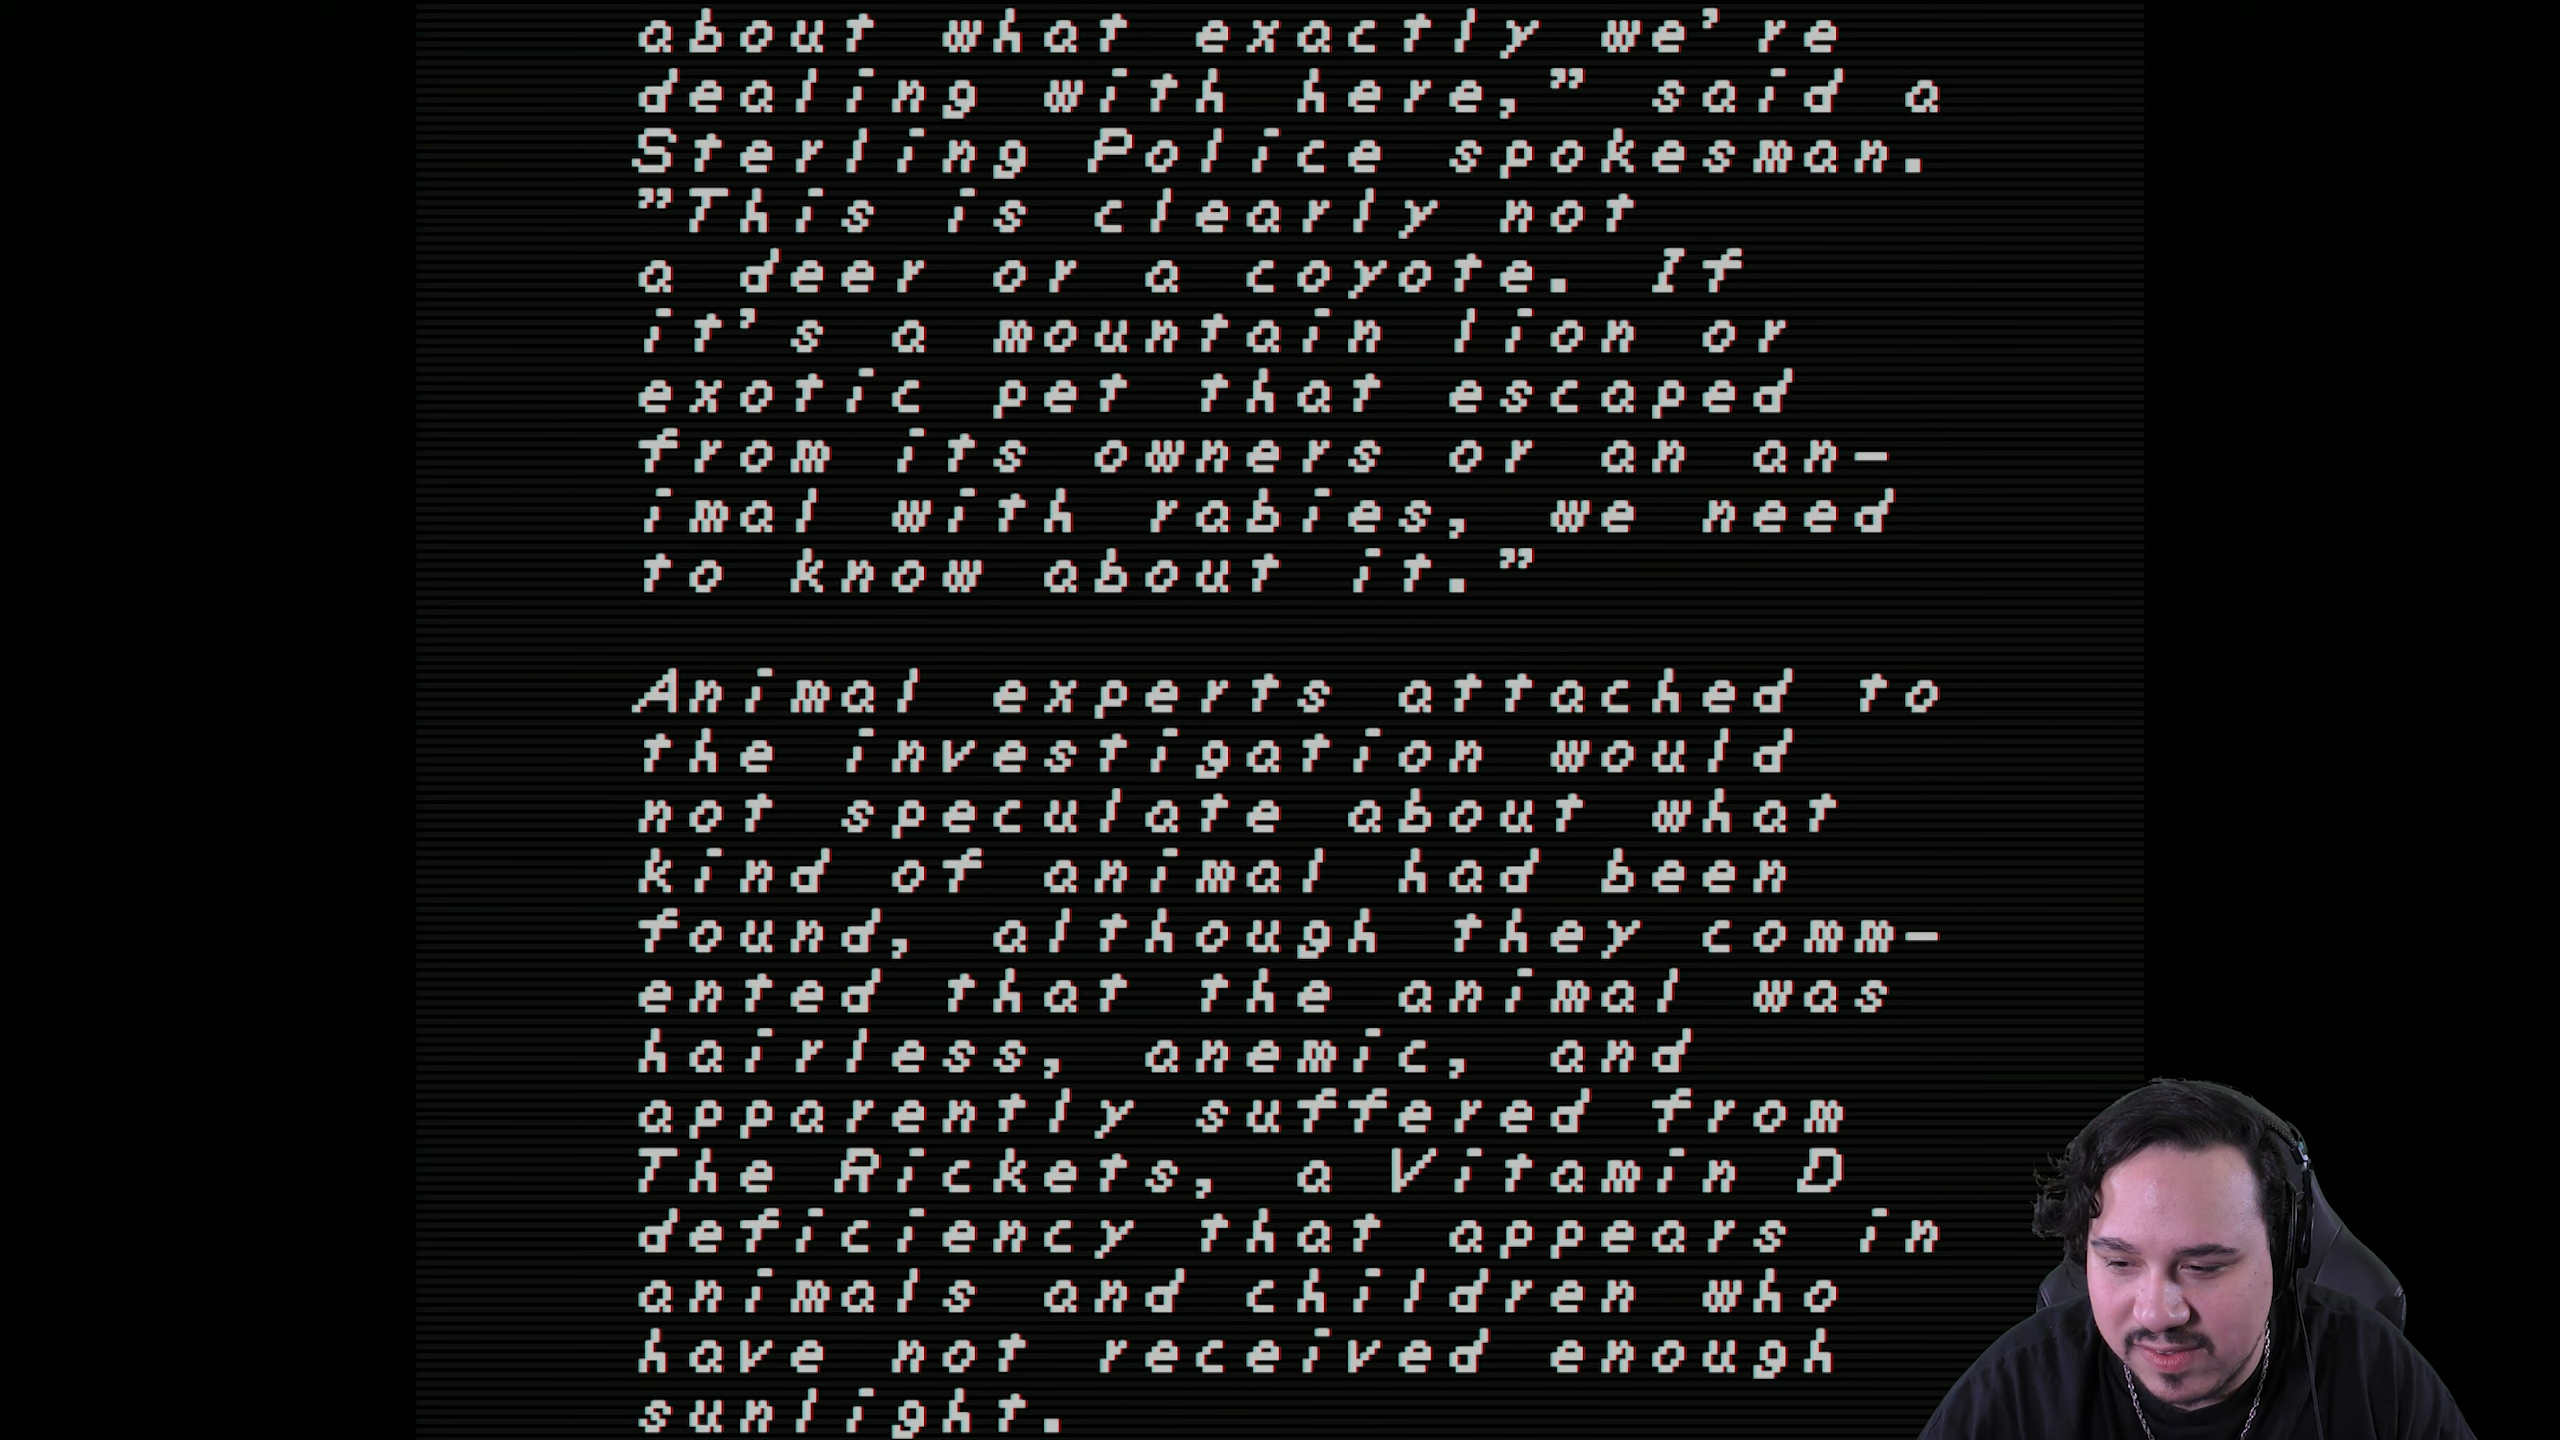 about what exactly we're
dealing with here," said a
Sterling Police spokesman.
"This is clearly not
a deer or a coyote. If
it's a mountain lion or
exotic pet that escaped
from its owners or an an-
imal with rabies, we need
to know about it."
Animal experts attached to
the investigation would
not speculate about what
kind of animal had been
found, although they comm-
ented that the animal was
hairless, anemic, and
apparently suffered from
The Rickets, a Vitamin D
deficiency that appears in
animals and children who
have not received enough
sunlight.